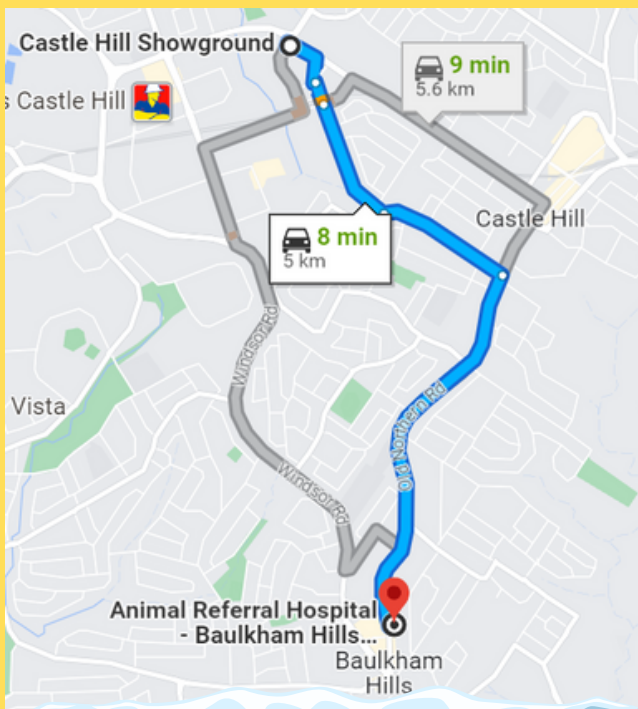 Castle Hill Showground
9 min
5.6 km
s Castle Hill
Castle Hill
8 min
5 km
Windsor Rd
Vista
Old Northern Rd
Windsor Rd
Animal Referral Hospital
- Baulkham Hills...
Baulkham
Hills